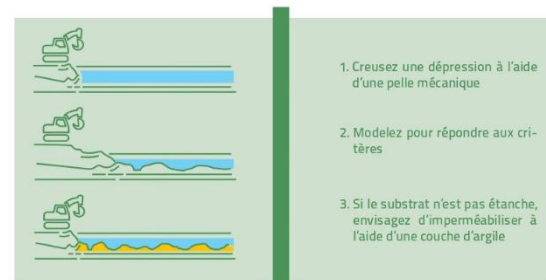 1. Creusez une dépression à l'aide
d'une pelle mécanique
2. Modelez pour répondre aux cri-
tères
3. Si le substrat n'est pas étanche,
envisagez d'imperméabiliser à
l'aide d'une couche d'argile